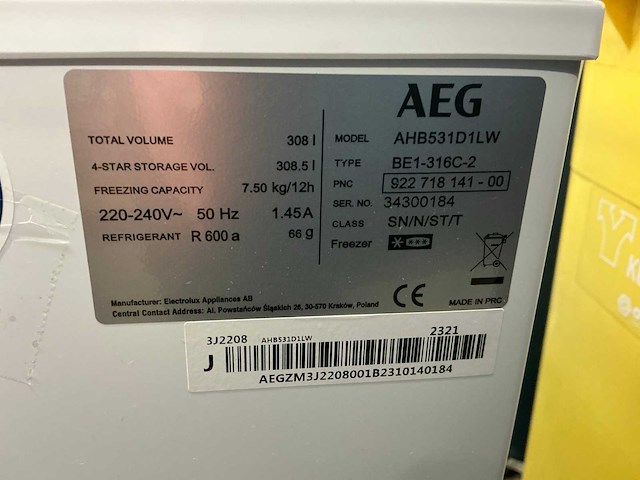 AEG
TOTAL VOLUME 308 l
4-STAR STORAGE VOL. 308.5 l
FREEZING CAPACITY 7.50 kg/12h
220-240V~ 50 Hz 1.45A
REFRIGERANT R 600 a 66 g
MODEL AHB531D1LW
TYPE BE1-316C-2
PNC 922 718 141 - 00
SER. NO. 34300184
CLASS SN/N/ST/T
Freezer
Manufacturer: Electrolux Appliances AB
Central Contact Address: Al. Powstańców Śląskich 26, 30-570 Kraków, Poland
CE
MADE IN PRC
3J2208 AHB531D1LW 2321
J
AEGZM3J2208001B2310140184
Y
K